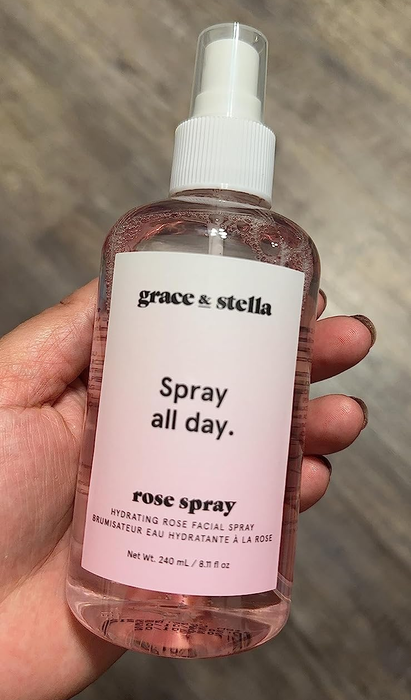 grace & stella
Spray
all day.
rose spray
HYDRATING ROSE FACIAL SPRAY
BRUMISATEUR EAU HYDRATANTE À LA ROSE
Net Wt. 240 mL / 8.11 fl oz